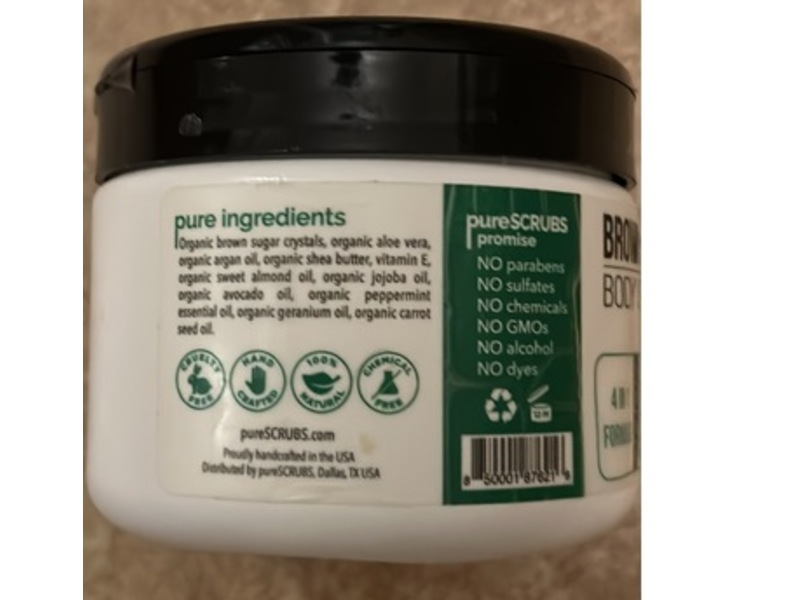 pure ingredients
Organic brown sugar crystals, organic aloe vera,
organic argan oil, organic shea butter, vitamin E,
organic sweet almond oil, organic jojoba oil,
organic avocado oil, organic peppermint
essential oil, organic geranium oil, organic carrot
seed oil.
CRUELTY FREE
HAND CRAFTED
100% NATURAL
CHEMICAL FREE
pureSCRUBS.com
Proudly handcrafted in the USA
Distributed by pureSCRUBS, Dallas, TX USA
pureSCRUBS
promise
NO parabens
NO sulfates
NO chemicals
NO GMOs
NO alcohol
NO dyes
12 M
8 50001 87621
BROW
BODY
4 IN 1